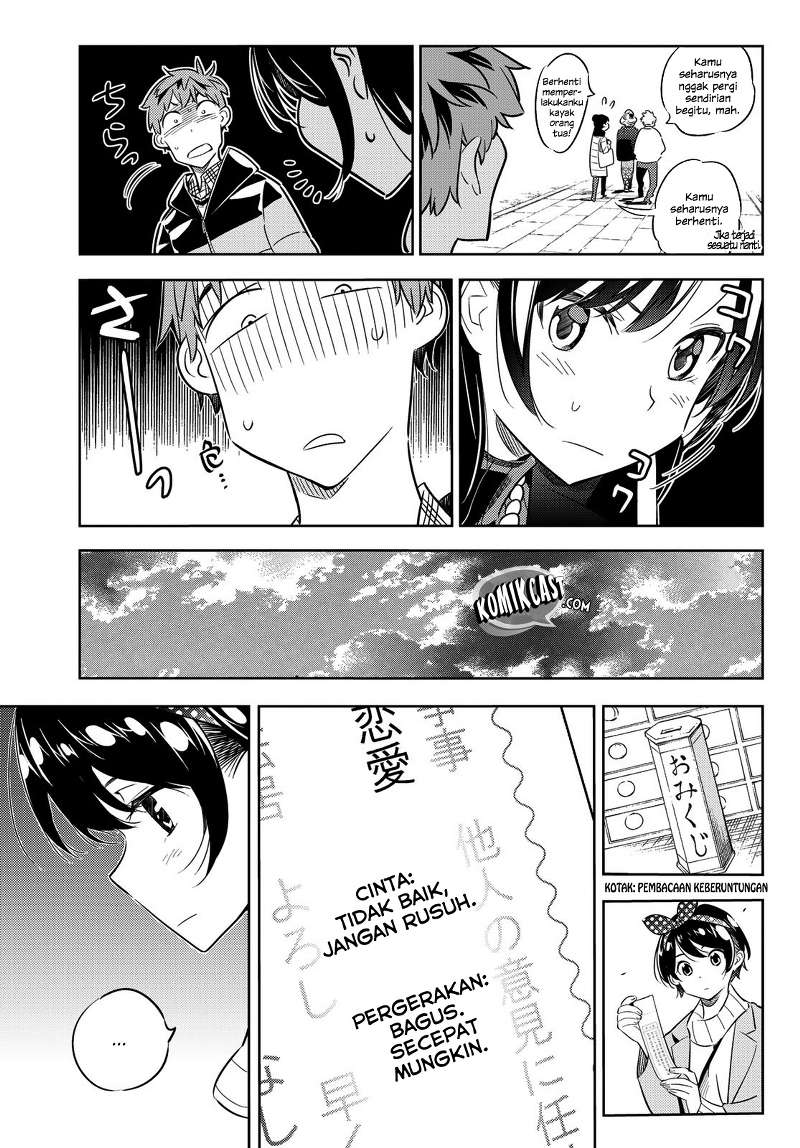 Kamu
seharusnya
nggak pergi
sendirian
begitu, mah.
Berhenti
memper-
lakukanku
kayak
orang
tua!
Kamu
seharusnya
berhenti.
Jika terjadi
sesuatu nanti.
ちらっ
コク
コク
さーっ
KOMIKCAST
.COM
おみくじ
KOTAK: PEMBACAAN KEBERUNTUNGAN
恋愛
他人の意見に任
よろし
早
なし
CINTA:
TIDAK BAIK,
JANGAN RUSUH.
PERGERAKAN:
BAGUS.
SECEPAT
MUNGKIN.
...